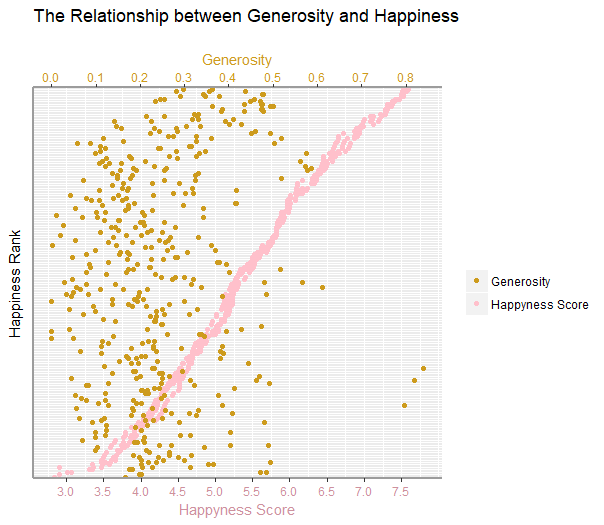 The Relationship between Generosity and Happiness
Generosity
0.0 0.1 0.2 0.3 0.4 0.5 0.6 0.7 0.8
Happiness Rank
Generosity
Happyness Score
3.0 3.5 4.0 4.5 5.0 5.5 6.0 6.5 7.0 7.5
Happyness Score